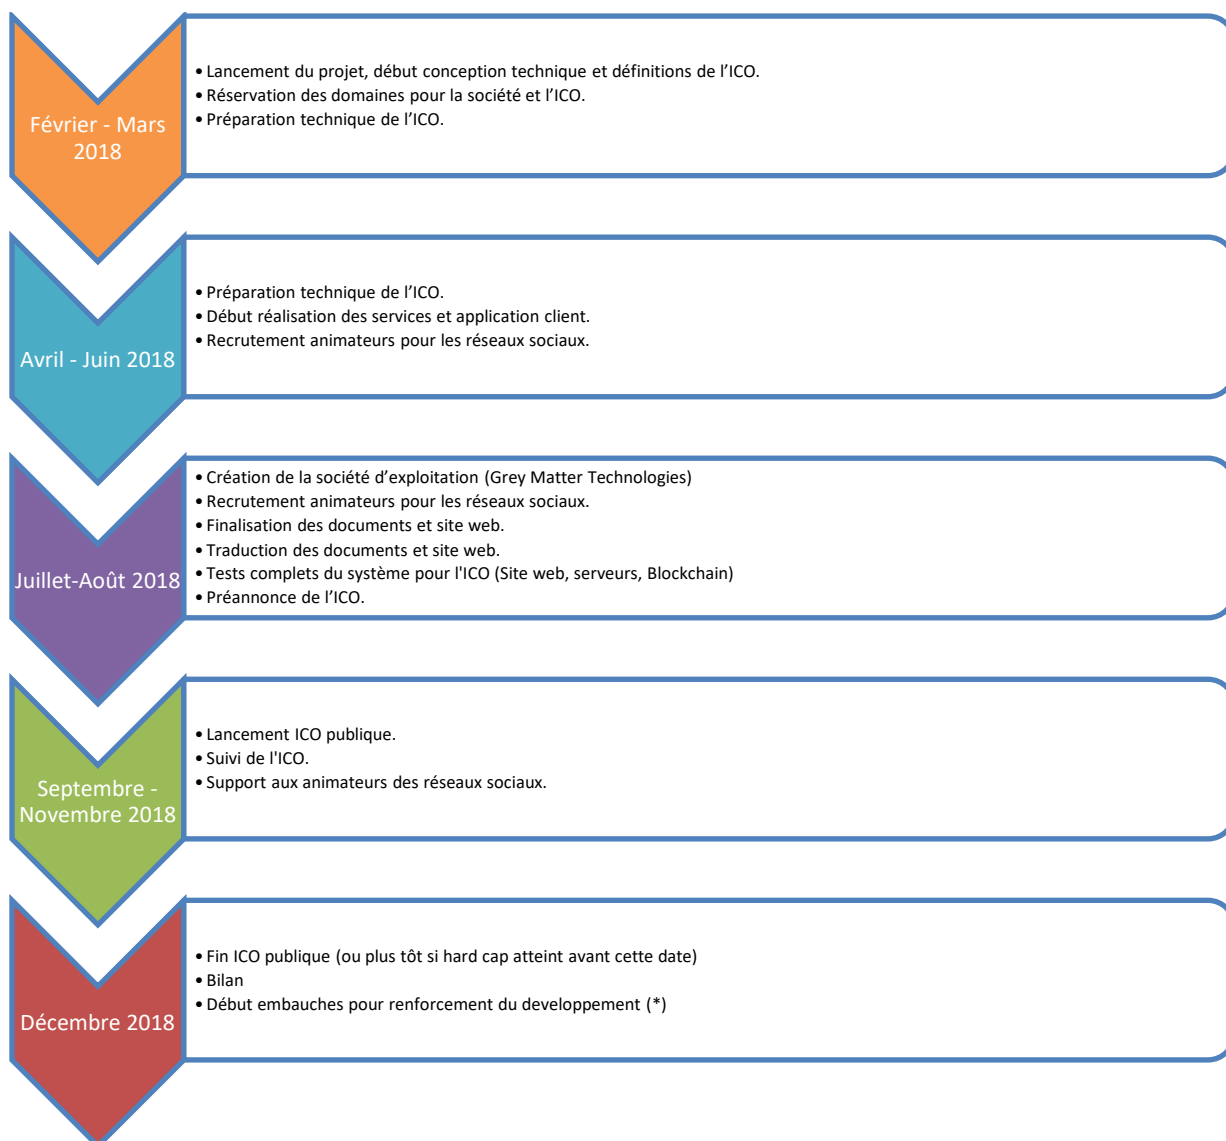 Février - Mars
2018
• Lancement du projet, début conception technique et définitions de l’ICO.
• Réservation des domaines pour la société et l’ICO.
• Préparation technique de l’ICO.
Avril - Juin 2018
• Préparation technique de l’ICO.
• Début réalisation des services et application client.
• Recrutement animateurs pour les réseaux sociaux.
Juillet-Août 2018
• Création de la société d’exploitation (Grey Matter Technologies)
• Recrutement animateurs pour les réseaux sociaux.
• Finalisation des documents et site web.
• Traduction des documents et site web.
• Tests complets du système pour l'ICO (Site web, serveurs, Blockchain)
• Préannonce de l’ICO.
Septembre -
Novembre 2018
• Lancement ICO publique.
• Suivi de l'ICO.
• Support aux animateurs des réseaux sociaux.
Décembre 2018
• Fin ICO publique (ou plus tôt si hard cap atteint avant cette date)
• Bilan
• Début embauches pour renforcement du developpement (*)